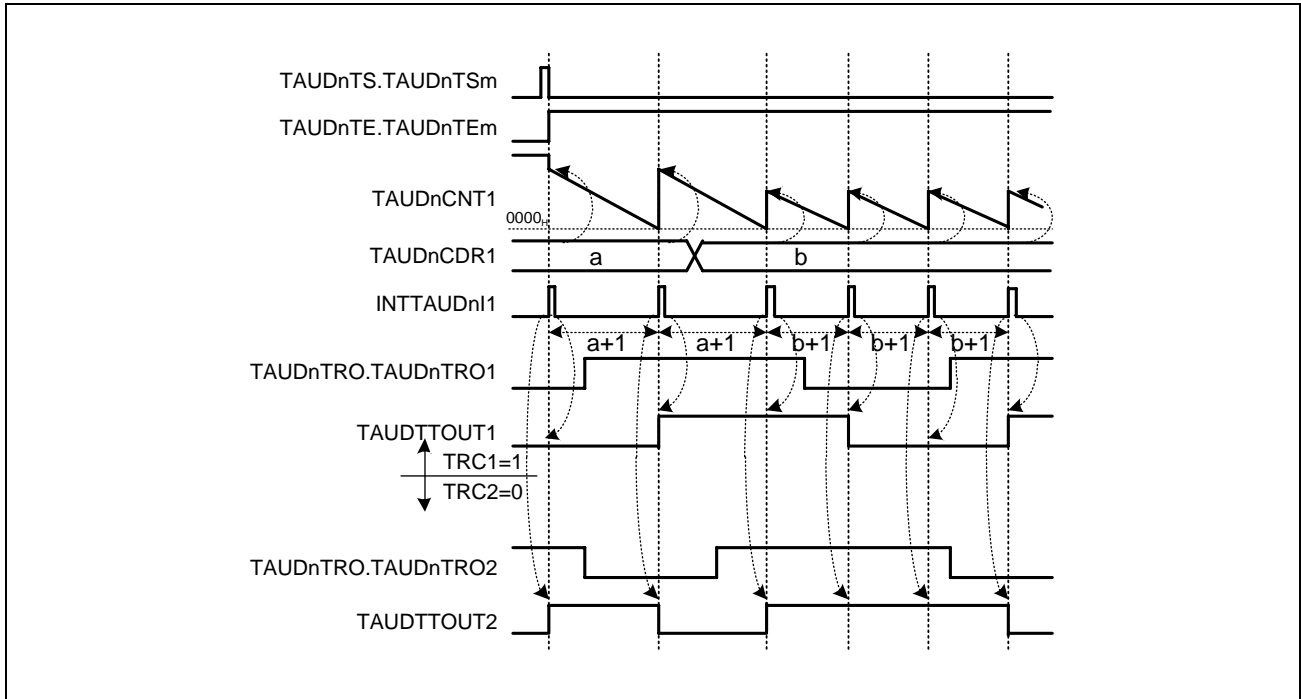 TAUDnTS.TAUDnTSm
TAUDnTE.TAUDnTEm
TAUDnCNT1
0000H
TAUDnCDR1
a
b
INTTAUDnI1
a+1
a+1
b+1
b+1
b+1
TAUDnTRO.TAUDnTRO1
TAUDTTOUT1
TRC1=1
TRC2=0
TAUDnTRO.TAUDnTRO2
TAUDTTOUT2